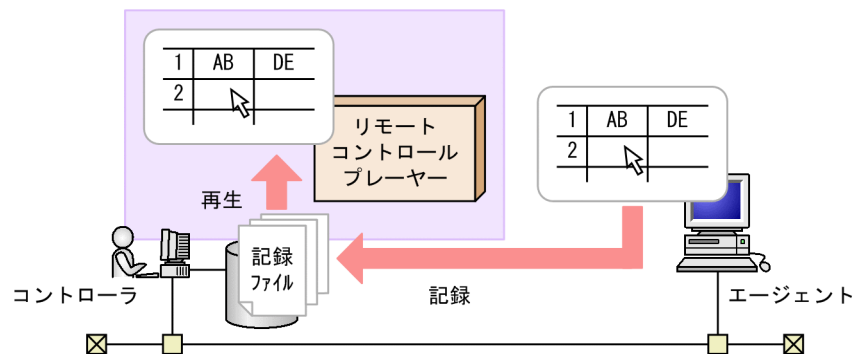 1 AB DE
2
リモート
コントロール
プレーヤー
1 AB DE
2
再生
記録
ファイル
コントローラ
記録
エージェント